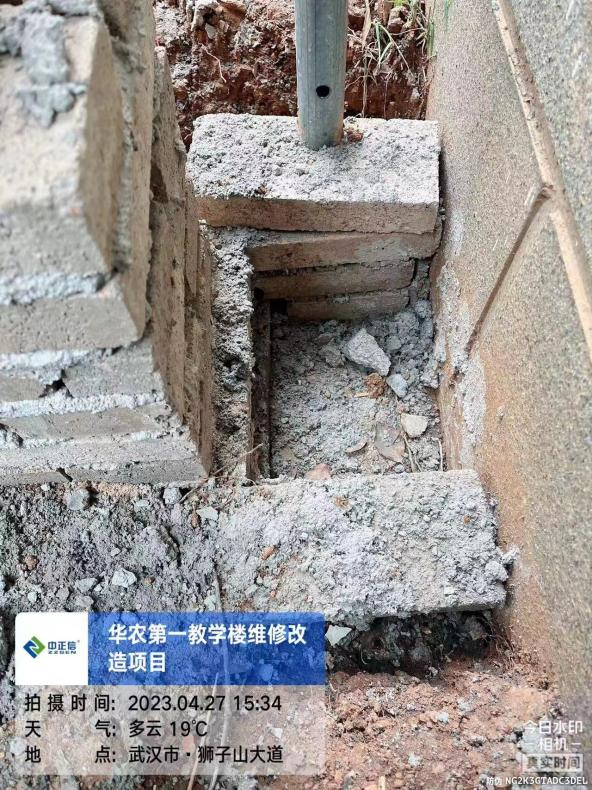 中正信
ZZSEN
华农第一教学楼维修改
造项目
拍摄时间: 2023.04.27 15:34
天 气: 多云 19℃
地 点: 武汉市·狮子山大道
今日水印
相机
真实时间
防伪 NG2K3GTADC3DEL